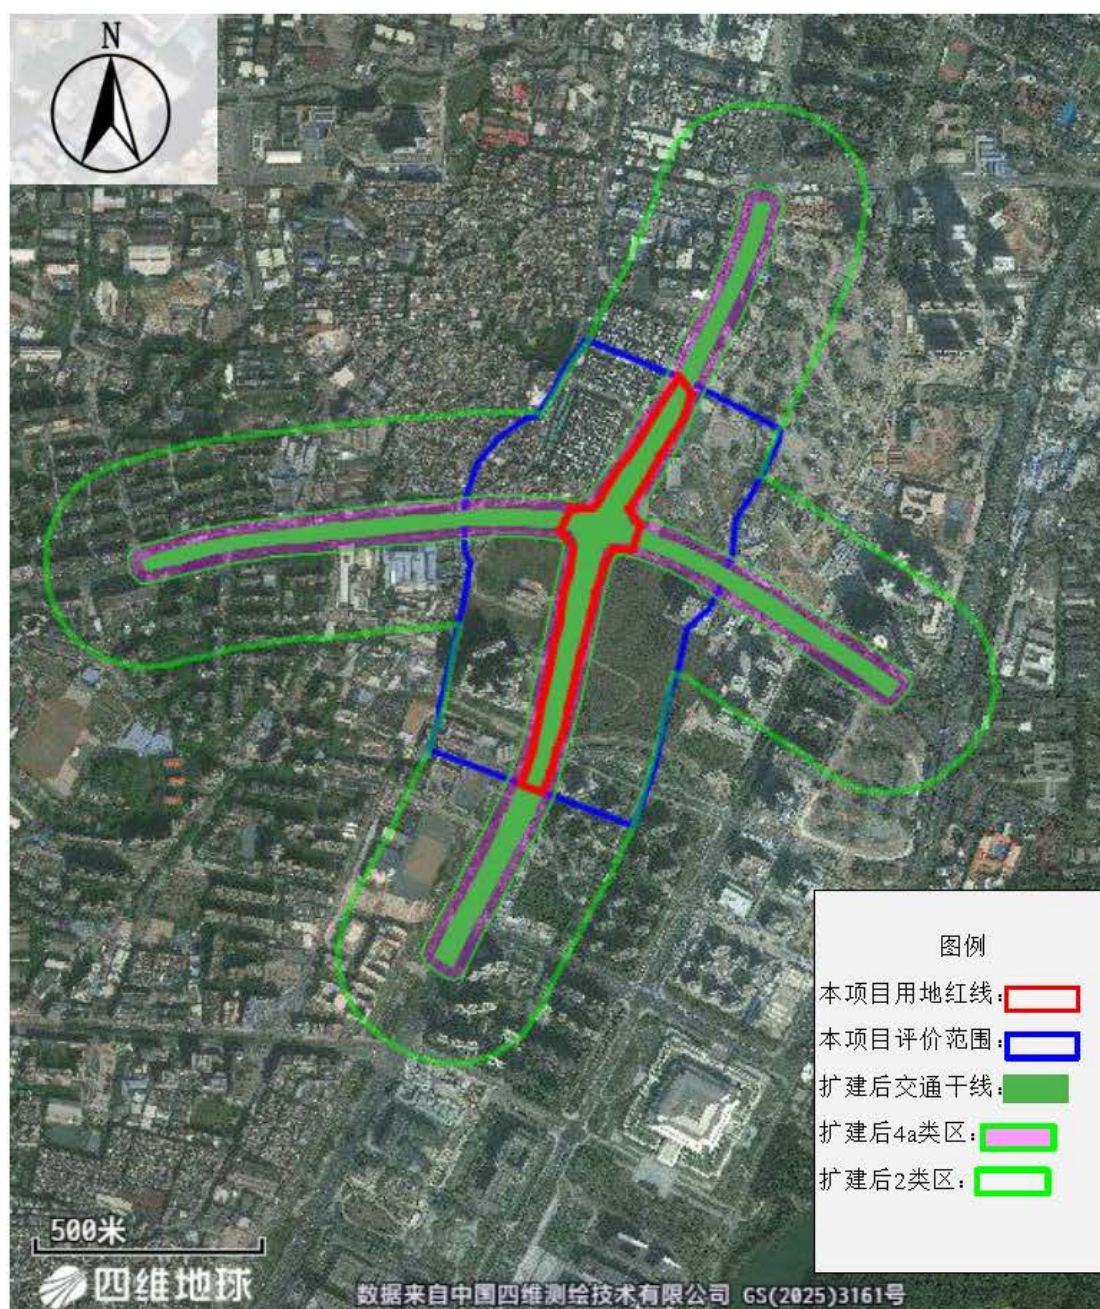 N
图例
本项目用地红线:
本项目评价范围:
扩建后交通干线:
扩建后4a类区:
扩建后2类区:
500米
四维地球
数据来自中国四维测绘技术有限公司 GS(2025)3161号